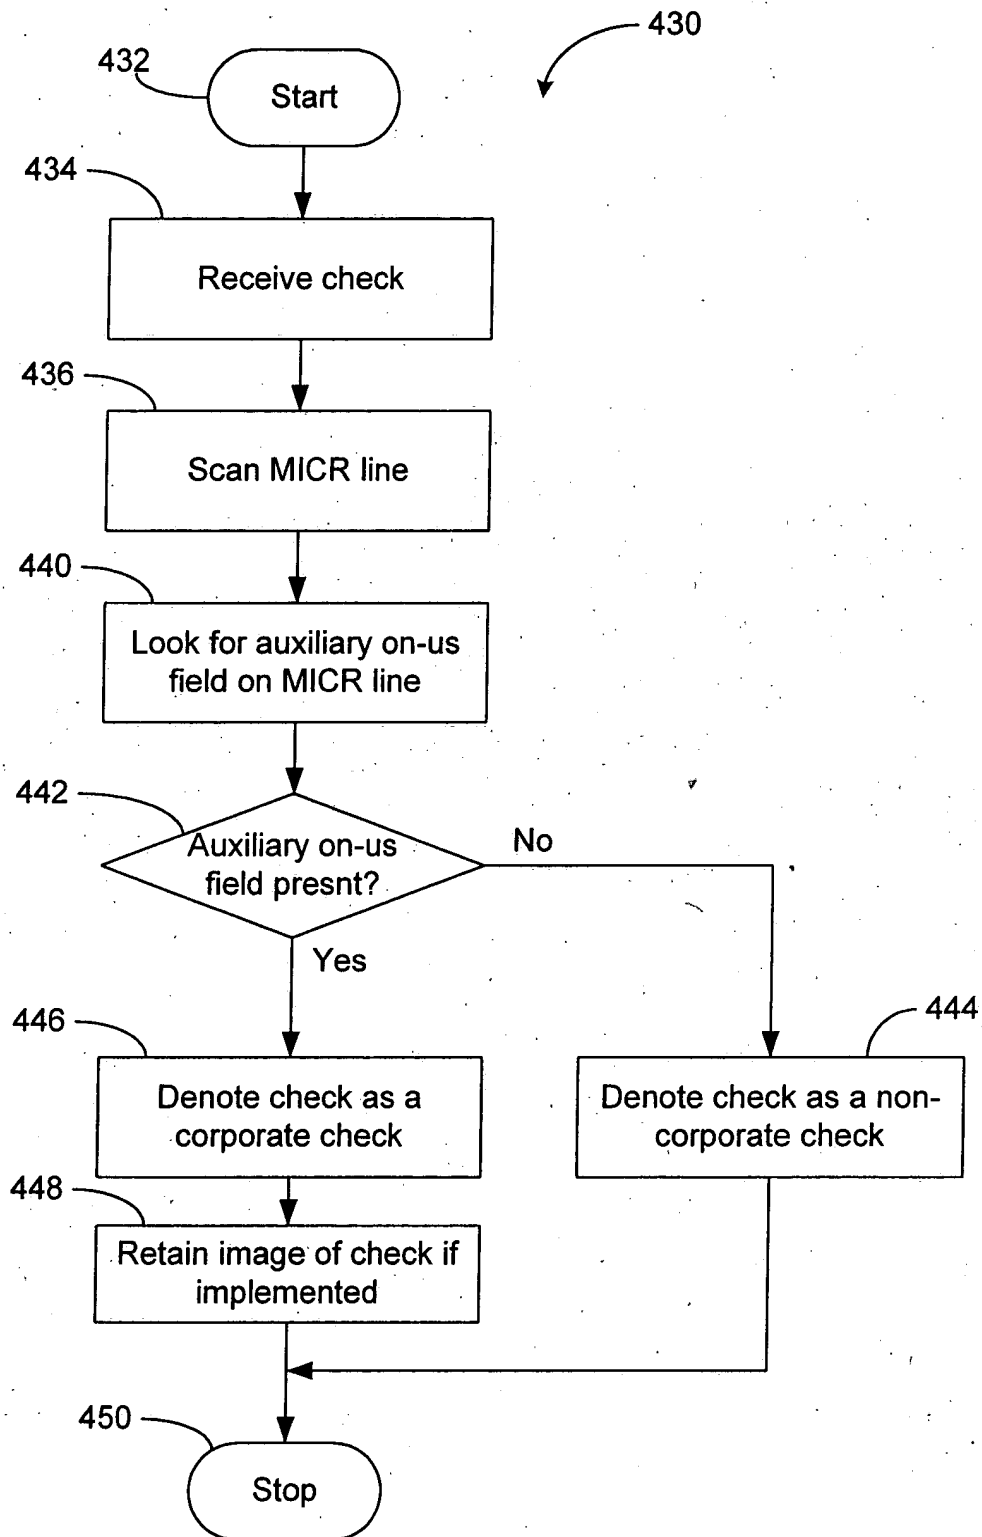 430
432
Start
434
Receive check
436
Scan MICR line
440
Look for auxiliary on-us
field on MICR line
442
Auxiliary on-us
field presnt?
No
Yes
446
Denote check as a
corporate check
444
Denote check as a non-
corporate check
448
Retain image of check if
implemented
450
Stop